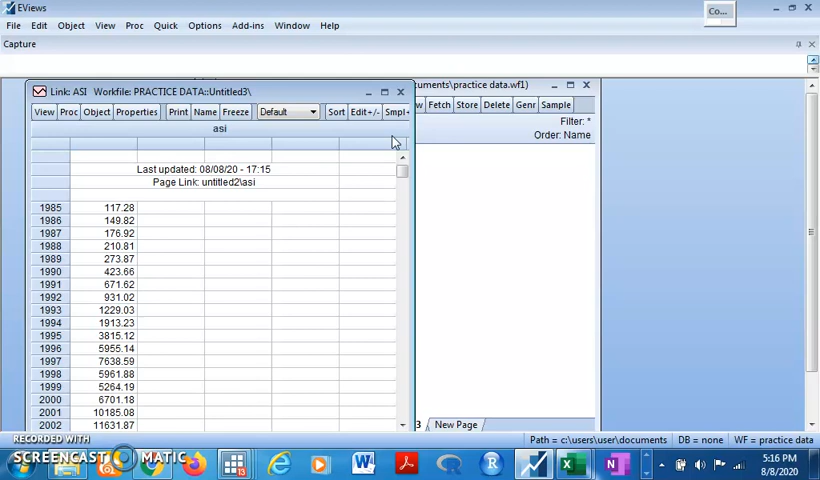 EViews
Co...
File Edit Object View Proc Quick Options Add-ins Window Help
Capture
Link: ASI Workfile: PRACTICE DATA::Untitled3\
cuments\practice data.wf1)
View Proc Object Properties Print Name Freeze Default Sort Edit+/- Smpl+
w Fetch Store Delete Genr Sample
asi
Filter: *
Order: Name
Last updated: 08/08/20 - 17:15
Page Link: untitled2\asi
1985 117.28
1986 149.82
1987 176.92
1988 210.81
1989 273.87
1990 423.66
1991 671.62
1992 931.02
1993 1229.03
1994 1913.23
1995 3815.12
1996 5955.14
1997 7638.59
1998 5961.88
1999 5264.19
2000 6701.18
2001 10185.08
2002 11631.87
3 New Page
Path = c:\users\user\documents DB = none WF = practice data
RECORDED WITH
SCREENCAST MATIC
5:16 PM
8/8/2020